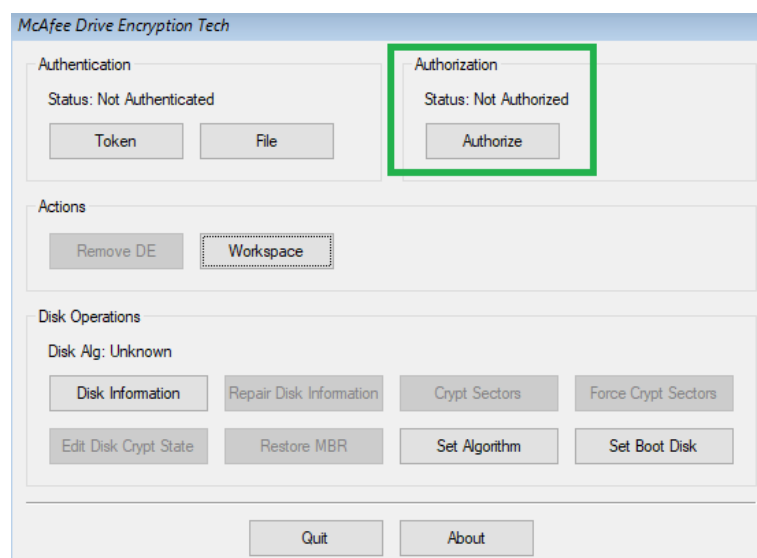 McAfee Drive Encryption Tech
Authentication
Authorization
Status: Not Authenticated
Status: Not Authorized
Token
File
Authorize
Actions
Remove DE
Workspace
Disk Operations
Disk Alg: Unknown
Disk Information
Repair Disk Information
Crypt Sectors
Force Crypt Sectors
Edit Disk Crypt State
Restore MBR
Set Algorithm
Set Boot Disk
Quit
About